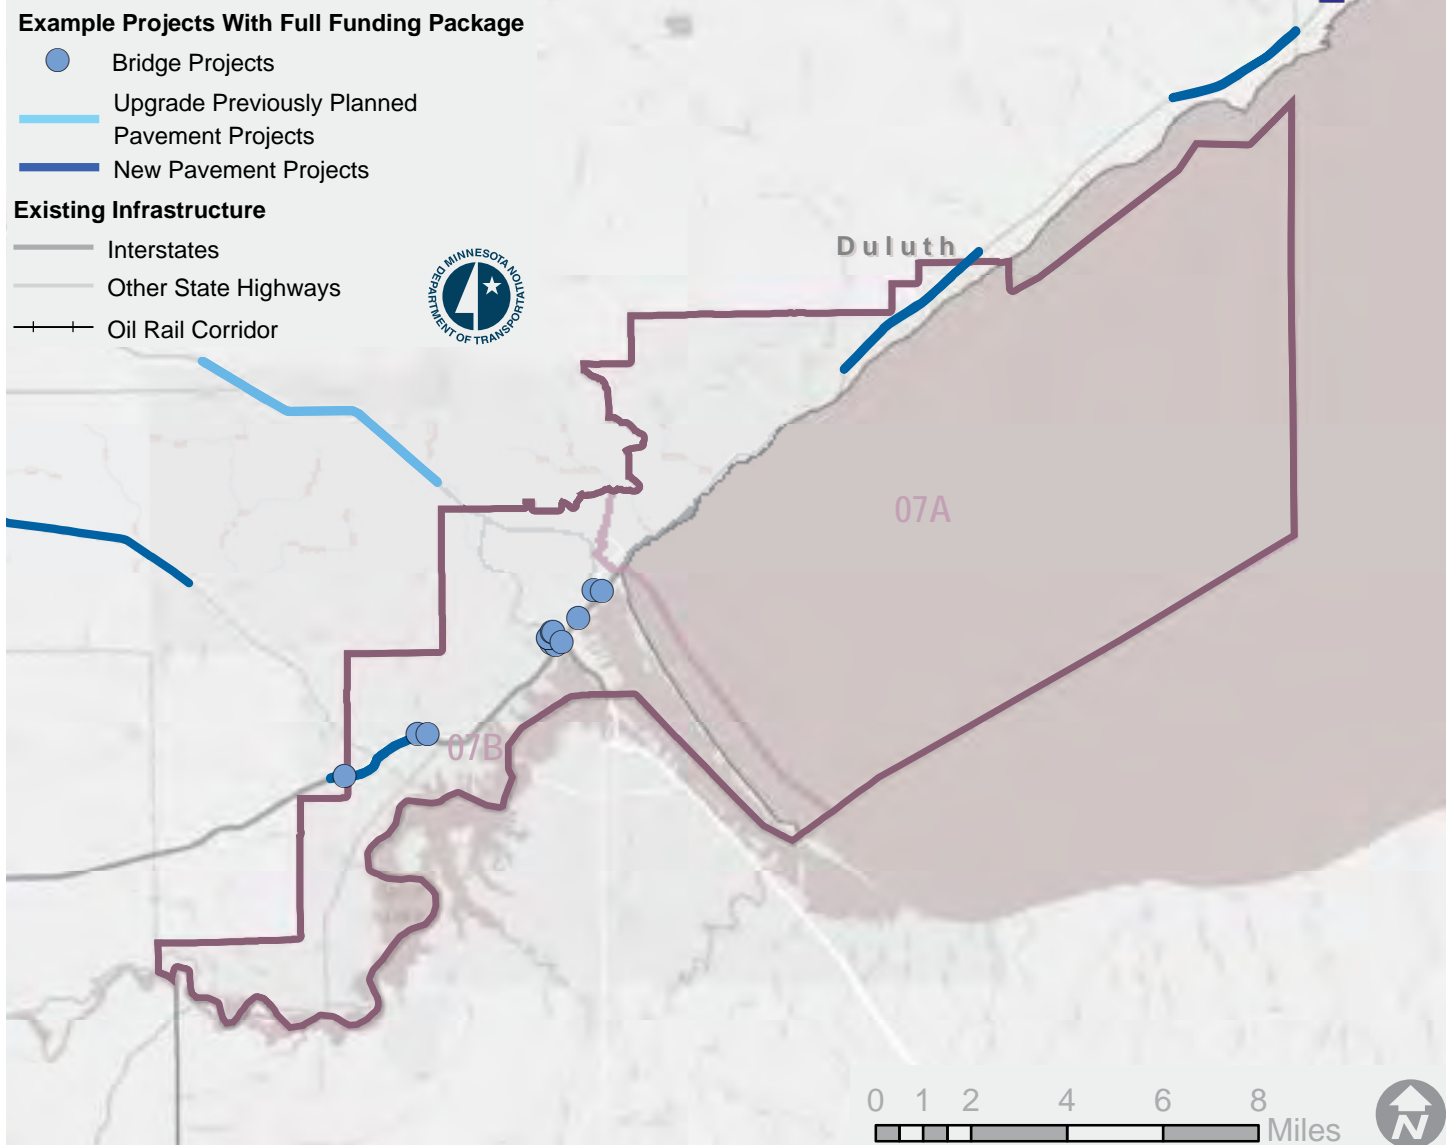 Example Projects With Full Funding Package
Bridge Projects
Upgrade Previously Planned
Pavement Projects
New Pavement Projects
Existing Infrastructure
Interstates
Other State Highways
Oil Rail Corridor
MINNESOTA
DEPARTMENT OF TRANSPORTATION
Duluth
07A
07B
0 1 2 4 6 8
Miles
N